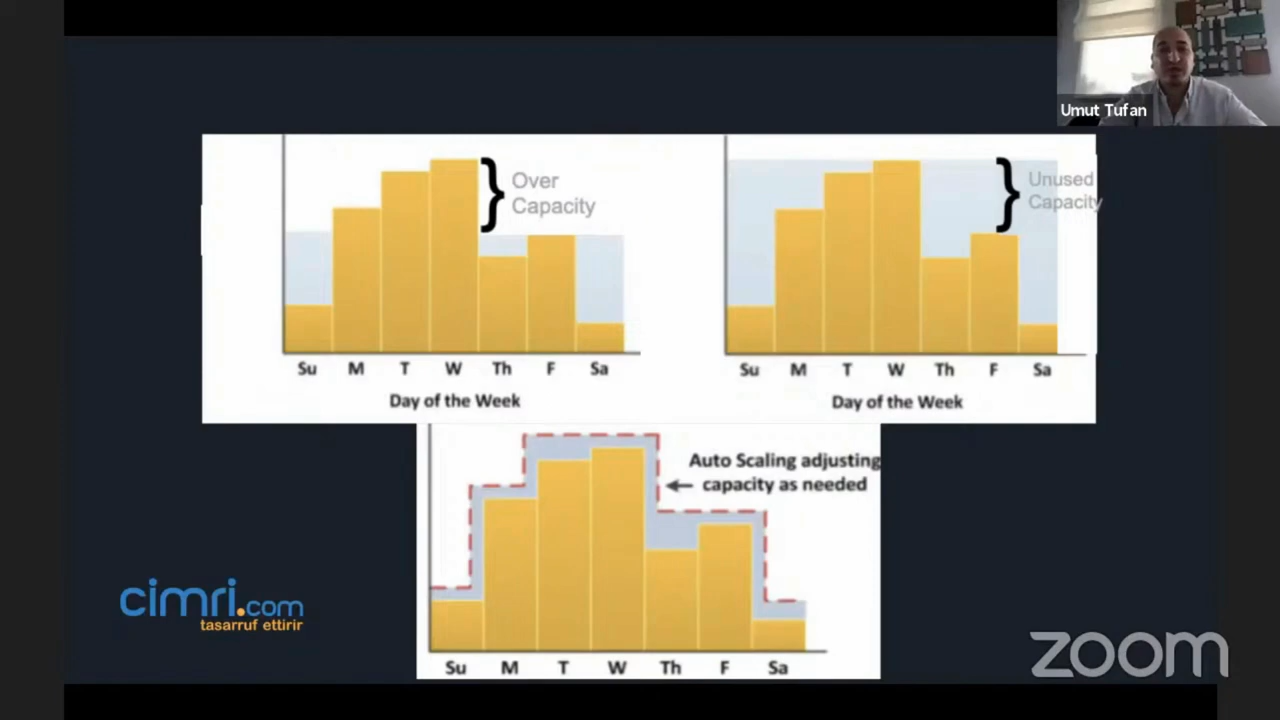 Umut Tufan
Over
Capacity
Su M T W Th F Sa
Day of the Week
Unused
Capacity
Su M T W Th F Sa
Day of the Week
Auto Scaling adjusting
capacity as needed
Su M T W Th F Sa
cimri.com
tasarruf ettirir
zoom